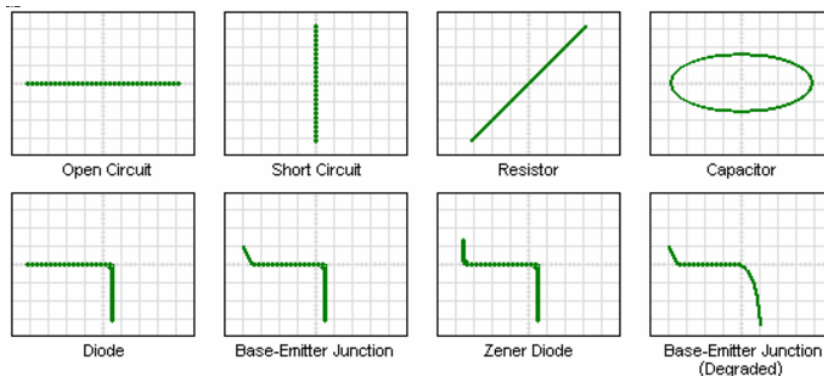 Open Circuit
Short Circuit
Resistor
Capacitor
Diode
Base-Emitter Junction
Zener Diode
Base-Emitter Junction
(Degraded)